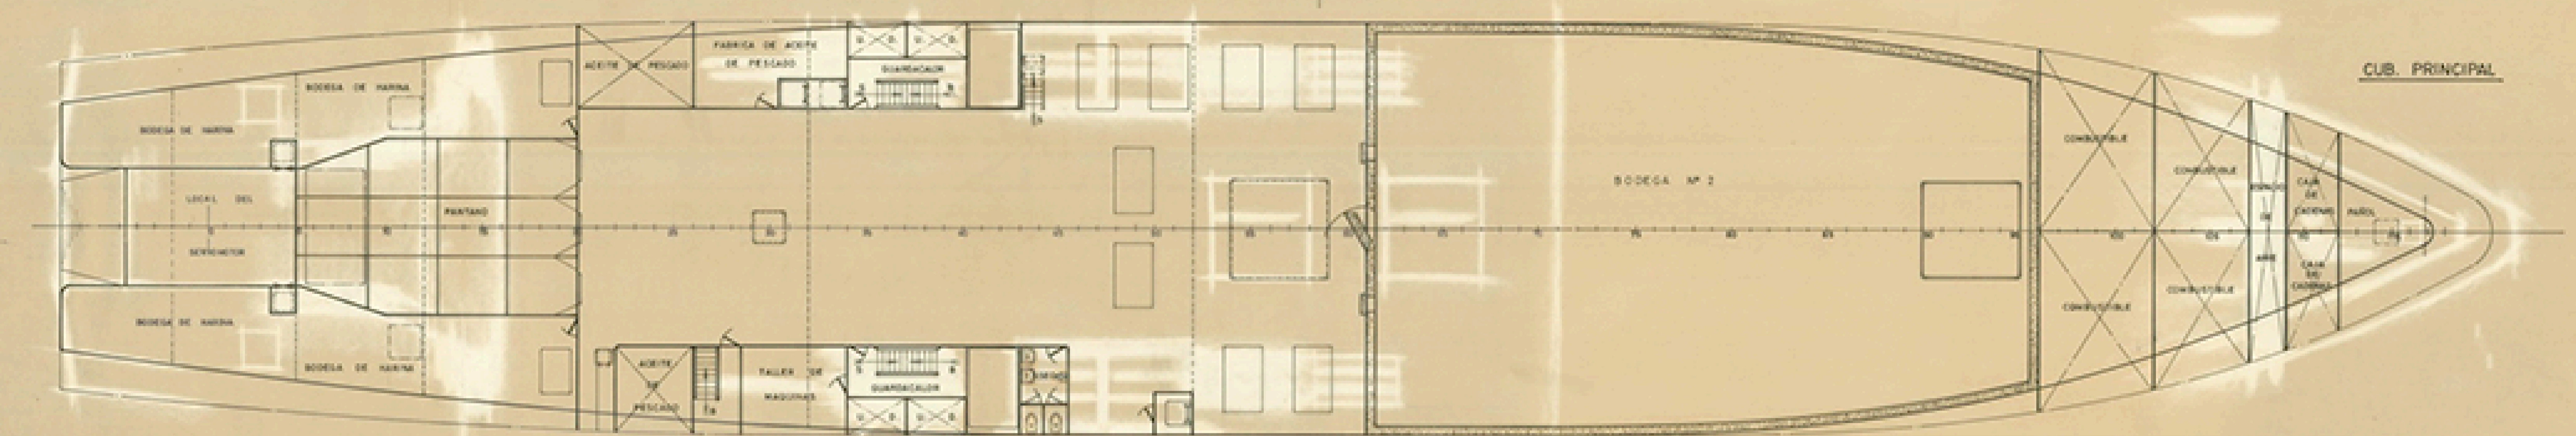 CUB. PRINCIPAL
BODEGA DE HARINA
BODEGA DE HARINA
LOCAL DEL
SERVOMOTOR
PANTANO
BODEGA DE HARINA
BODEGA DE HARINA
ACEITE DE PESCADO
FABRICA DE ACEITE
DE PESCADO
U. D. U. D.
GUARDACALOR
ACEITE
DE
PESCADO
TALLER DE
MAQUINAS
GUARDACALOR
U. D. U. D.
BODEGA Nº 2
COMBUSTIBLE
COMBUSTIBLE
COMBUSTIBLE
COMBUSTIBLE
ESPACIO
DE
AIRE
CAJA
DE
CADENAS
CAJA
DE
CADENAS
PAÑOL